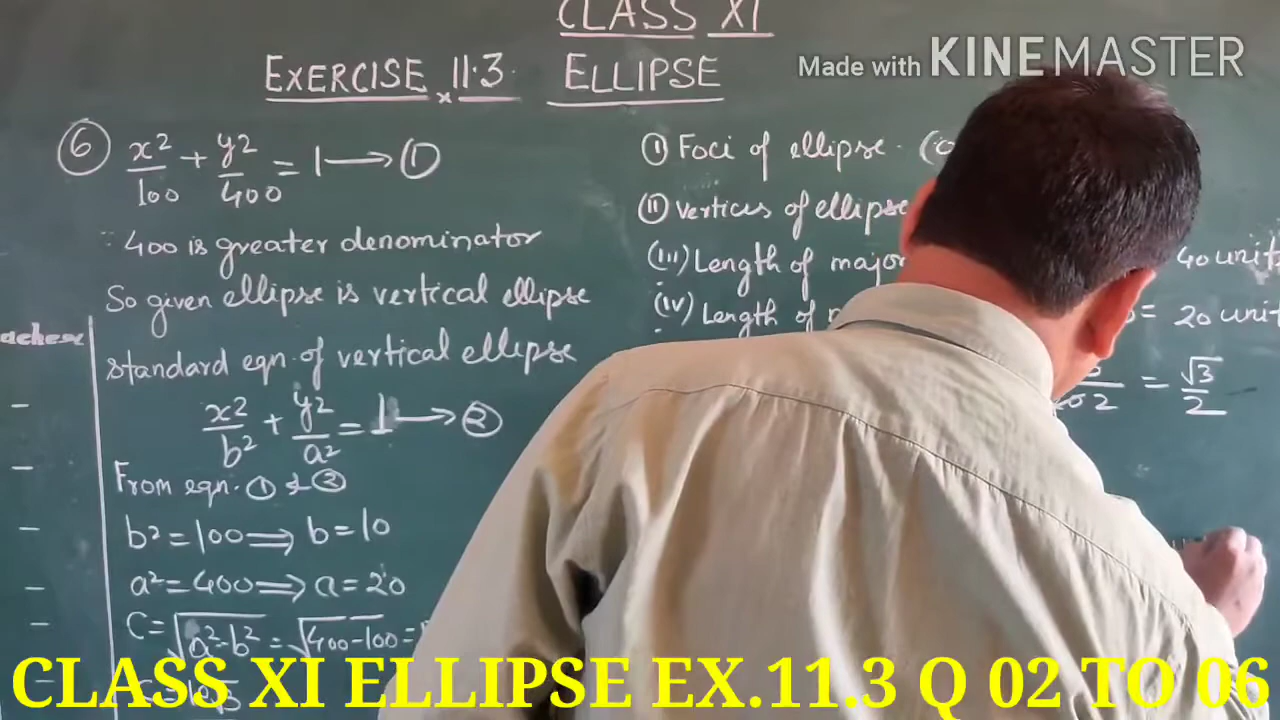 CLASS XI
EXERCISE 11.3. ELLIPSE
Made with KINEMASTER
⑥ x²/100 + y²/400 = 1 → ①
∵ 400 is greater denominator
So given ellipse is vertical ellipse
standard eqn. of vertical ellipse
x²/b² + y²/a² = 1 → ②
From eqn. ① & ②
b² = 100 ⟹ b = 10
a² = 400 ⟹ a = 20
C = √a²-b² = √400-100 =
(i) Foci of ellipse. (0
(ii) vertices of ellipse
(iii) Length of major 40 units
(iv) Length of = 20 unit
= √3/2
CLASS XI ELLIPSE EX.11.3 Q 02 TO 06